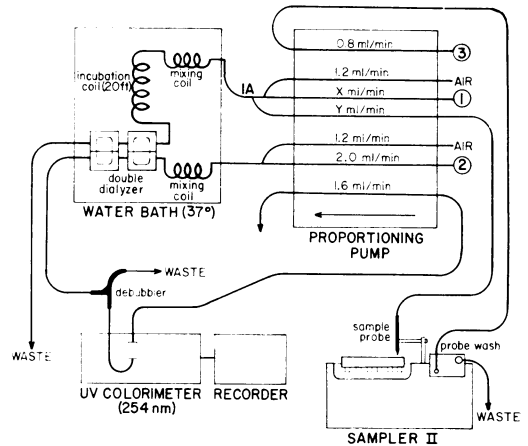 0.8 ml/min
3
mixing
coil
incubation
coil (20ft)
1A
1.2 ml/min
AIR
X ml/min
1
Y ml/min
1.2 ml/min
AIR
2.0 ml/min
2
double
dialyzer
mixing
coil
1.6 ml/min
WATER BATH (37°)
PROPORTIONING
PUMP
WASTE
debubbler
sample
probe
probe wash
WASTE
UV COLORIMETER
(254 nm)
RECORDER
WASTE
SAMPLER II